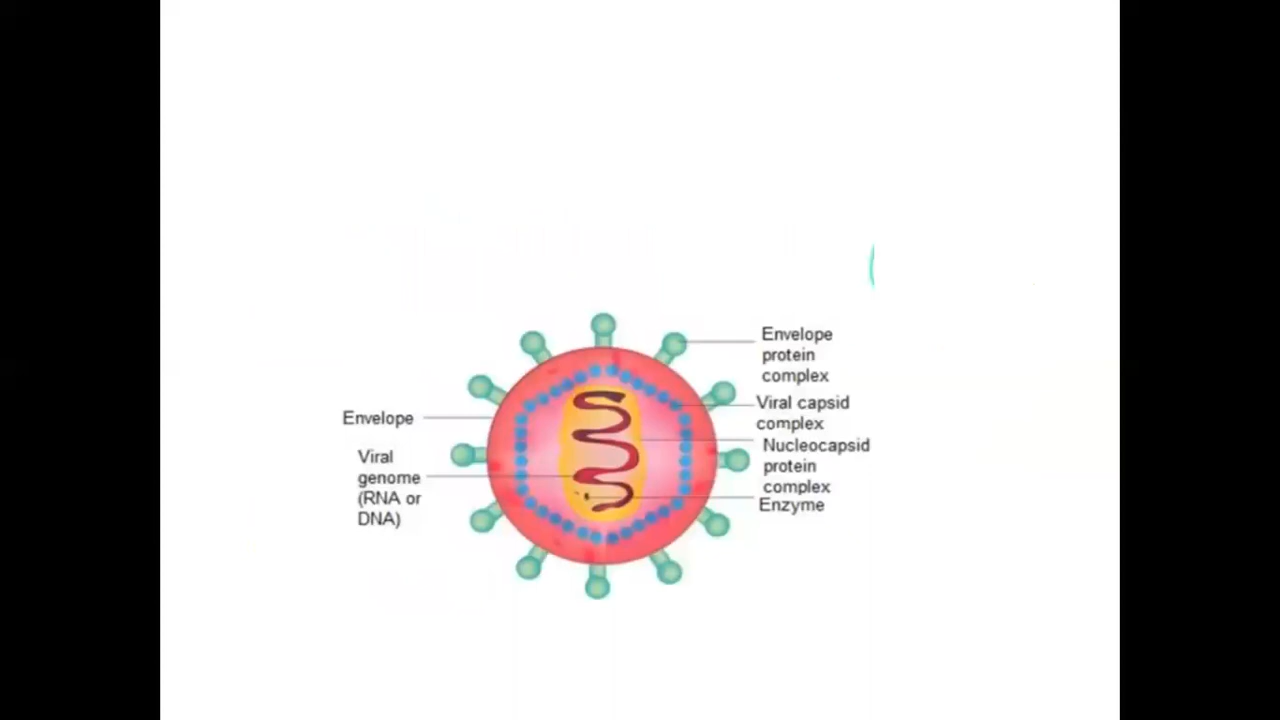 Envelope
protein
complex
Viral capsid
complex
Nucleocapsid
protein
complex
Enzyme
Envelope
Viral
genome
(RNA or
DNA)